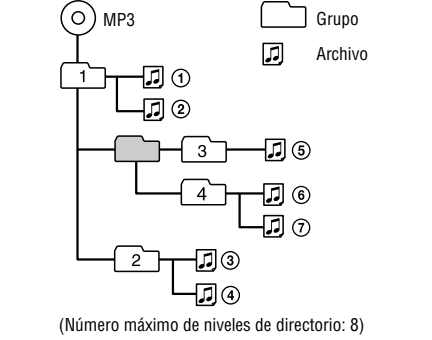 MP3
Grupo
Archivo
1
①
②
3
⑤
4
⑥
⑦
2
③
④
(Número máximo de niveles de directorio: 8)